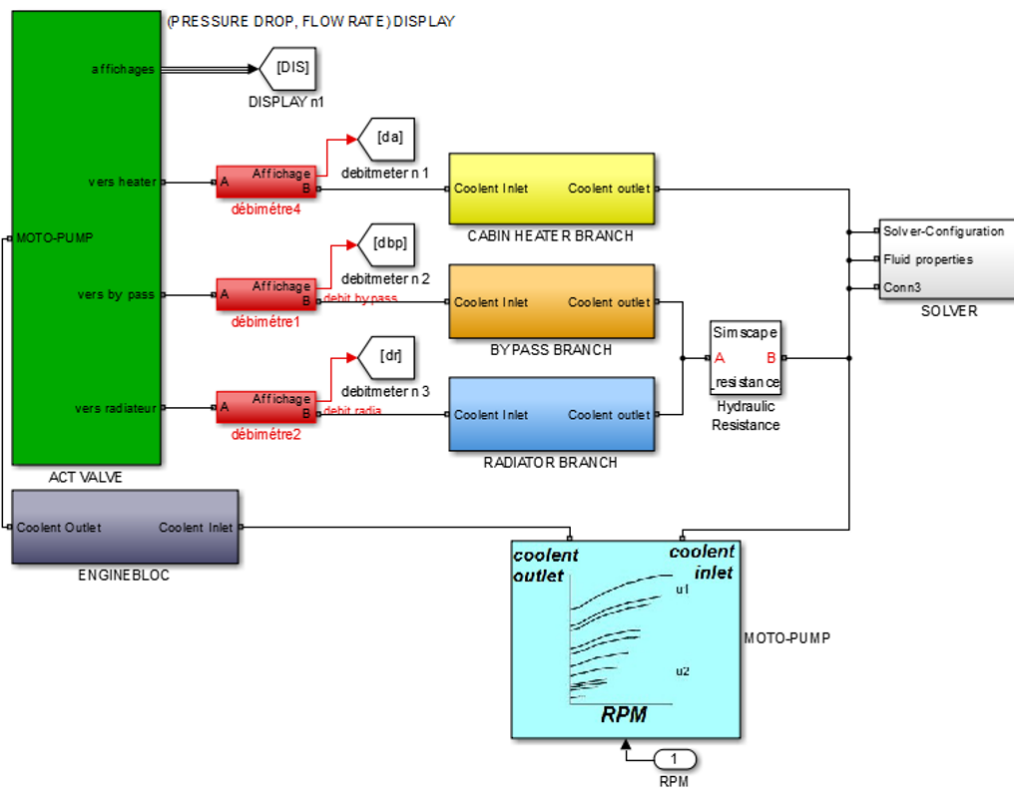 (PRESSURE DROP, FLOW RATE) DISPLAY
affichages
[DIS]
DISPLAY n1
[da]
debitmeter n 1
vers heater
A
Affichage
B
débimétre4
Coolent Inlet
Coolent outlet
CABIN HEATER BRANCH
Solver-Configuration
Fluid properties
Conn3
SOLVER
MOTO-PUMP
[dbp]
debitmeter n 2
vers by pass
A
Affichage
B
debit by pass
débimétre1
Coolent Inlet
Coolent outlet
BYPASS BRANCH
Simscape
A
B
_resistance
Hydraulic
Resistance
[dr]
debitmeter n 3
vers radiateur
A
Affichage
B
debit radia
débimétre2
Coolent Inlet
Coolent outlet
RADIATOR BRANCH
ACT VALVE
Coolent Outlet
Coolent Inlet
ENGINEBLOC
coolent
outlet
coolent
inlet
u1
u2
RPM
MOTO-PUMP
1
RPM